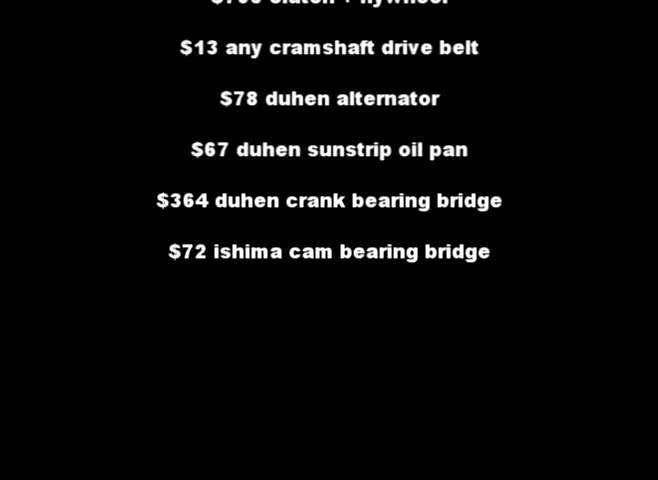 $13 any cramshaft drive belt
$78 duhen alternator
$67 duhen sunstrip oil pan
$364 duhen crank bearing bridge
$72 ishima cam bearing bridge